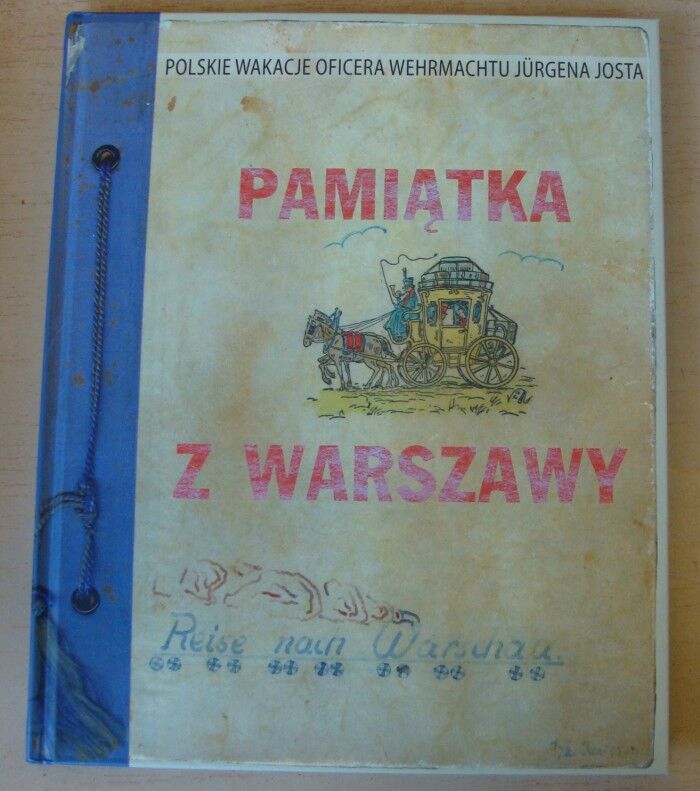 POLSKIE WAKACJE OFICERA WEHRMACHTU JÜRGENA JOSTA
PAMIĄTKA
Z WARSZAWY
Reise nach Warschau.